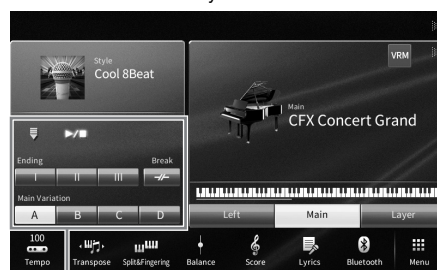 Style
Cool 8Beat
VRM
Main
CFX Concert Grand
Ending
Break
I
II
III
Main Variation
A
B
C
D
Left
Main
Layer
100
Tempo
Transpose
Split&Fingering
Balance
Score
Lyrics
Bluetooth
Menu